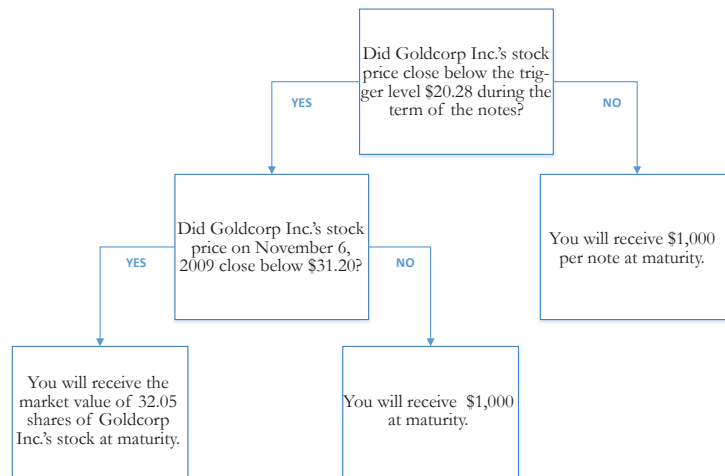 Did Goldcorp Inc.'s stock
price close below the trig-
ger level $20.28 during the
term of the notes?
YES
NO
Did Goldcorp Inc.'s stock
price on November 6,
2009 close below $31.20?
You will receive $1,000
per note at maturity.
YES
NO
You will receive the
market value of 32.05
shares of Goldcorp
Inc.'s stock at maturity.
You will receive $1,000
at maturity.